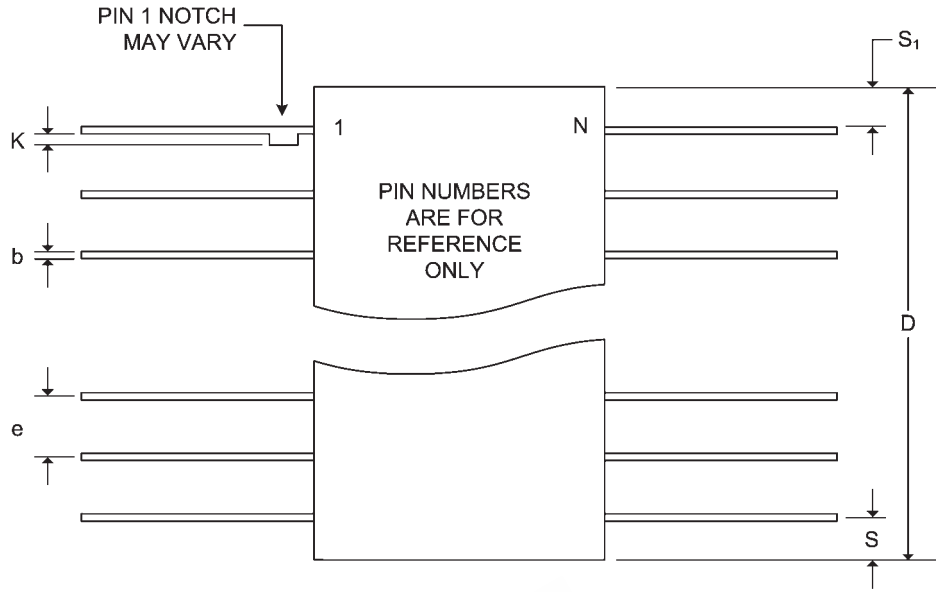 PIN 1 NOTCH
MAY VARY
S₁
K
1
N
PIN NUMBERS
ARE FOR
REFERENCE
ONLY
b
D
e
S